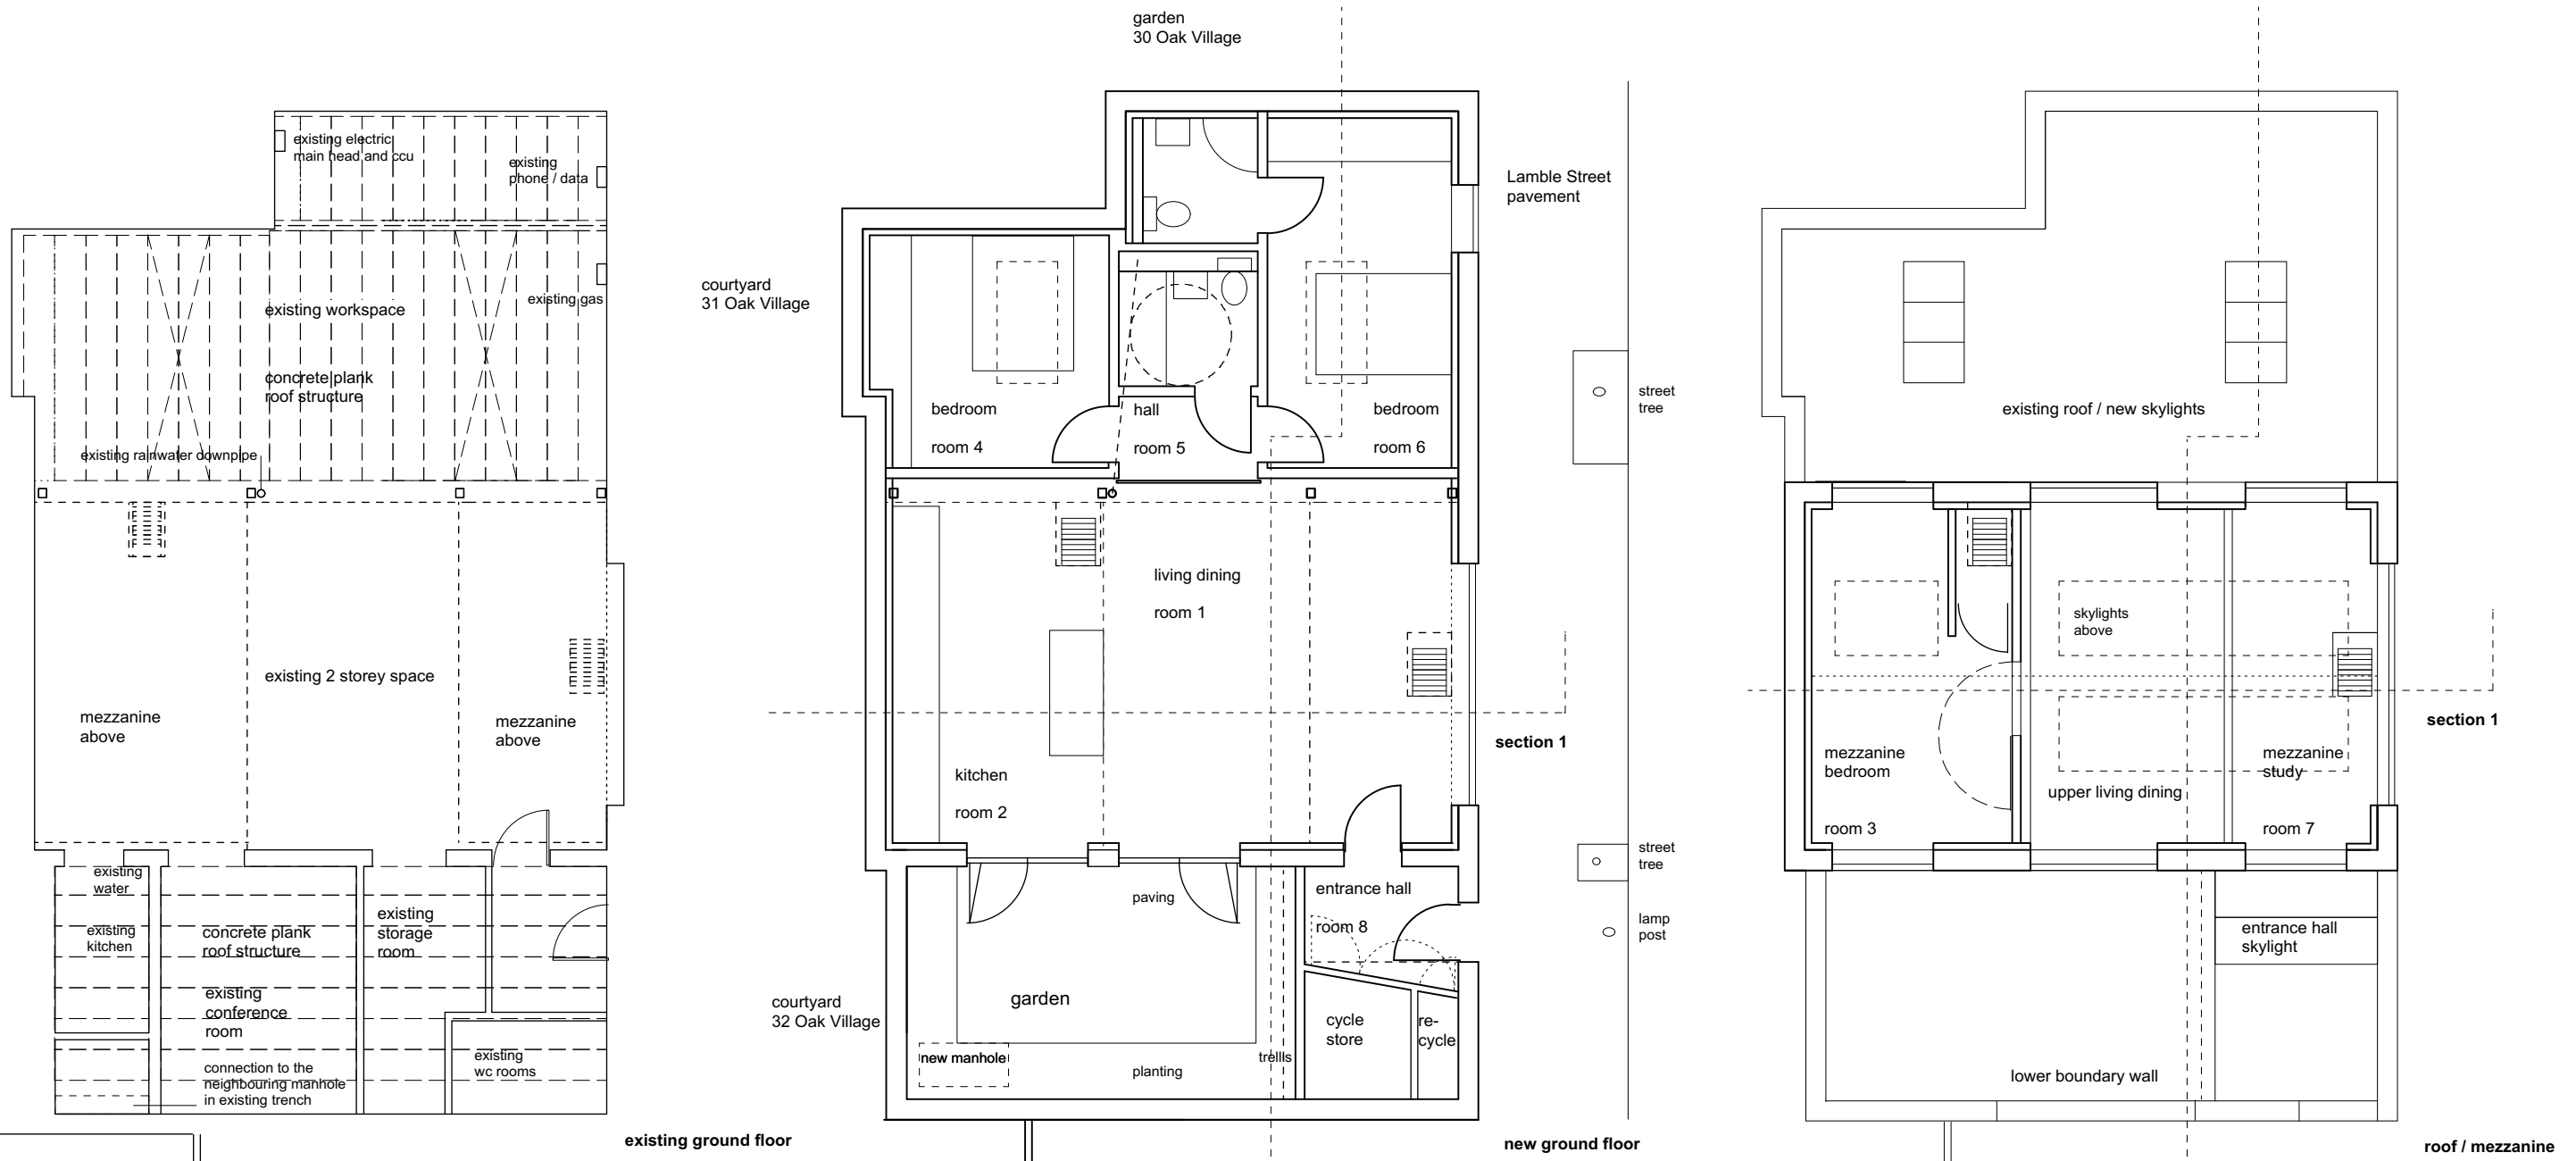 existing electric
main head and ccu
existing
phone / data
existing gas
existing workspace
concrete plank
roof structure
existing rainwater downpipe
existing 2 storey space
mezzanine
above
mezzanine
above
existing
water
existing
kitchen
concrete plank
roof structure
existing
storage
room
existing
conference
room
existing
wc rooms
connection to the
neighbouring manhole
in existing trench
existing ground floor
garden
30 Oak Village
Lamble Street
pavement
courtyard
31 Oak Village
bedroom
room 4
hall
room 5
bedroom
room 6
street
tree
living dining
room 1
section 1
kitchen
room 2
street
tree
entrance hall
room 8
paving
lamp
post
garden
courtyard
32 Oak Village
cycle
store
re-
cycle
new manhole
trellis
planting
new ground floor
existing roof / new skylights
skylights
above
section 1
mezzanine
bedroom
mezzanine
study
upper living dining
room 3
room 7
entrance hall
skylight
lower boundary wall
roof / mezzanine